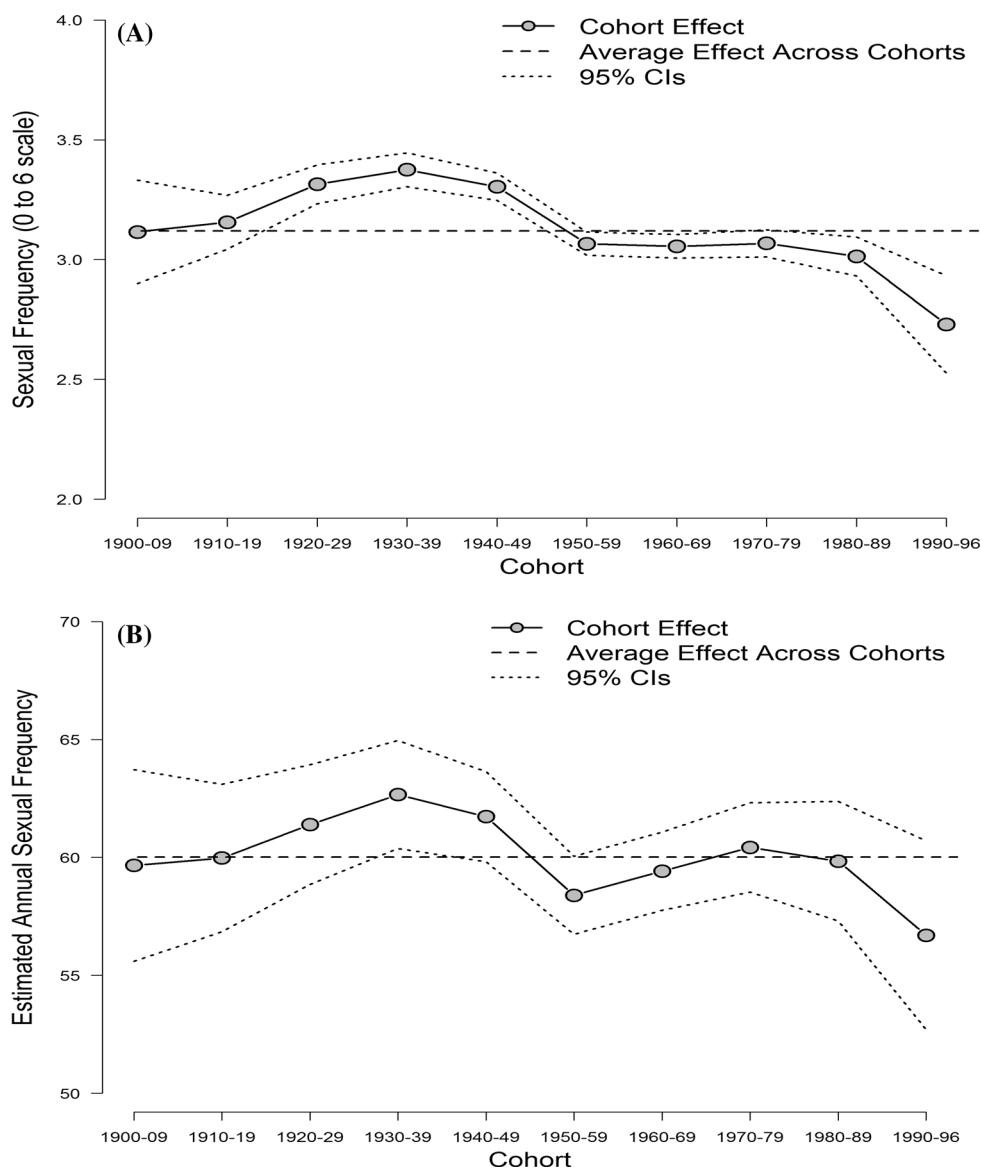 (A)
Cohort Effect
Average Effect Across Cohorts
95% CIs
Sexual Frequency (0 to 6 scale)
4.0
3.5
3.0
2.5
2.0
1900-09 1910-19 1920-29 1930-39 1940-49 1950-59 1960-69 1970-79 1980-89 1990-96
Cohort
(B)
Cohort Effect
Average Effect Across Cohorts
95% CIs
Estimated Annual Sexual Frequency
70
65
60
55
50
1900-09 1910-19 1920-29 1930-39 1940-49 1950-59 1960-69 1970-79 1980-89 1990-96
Cohort